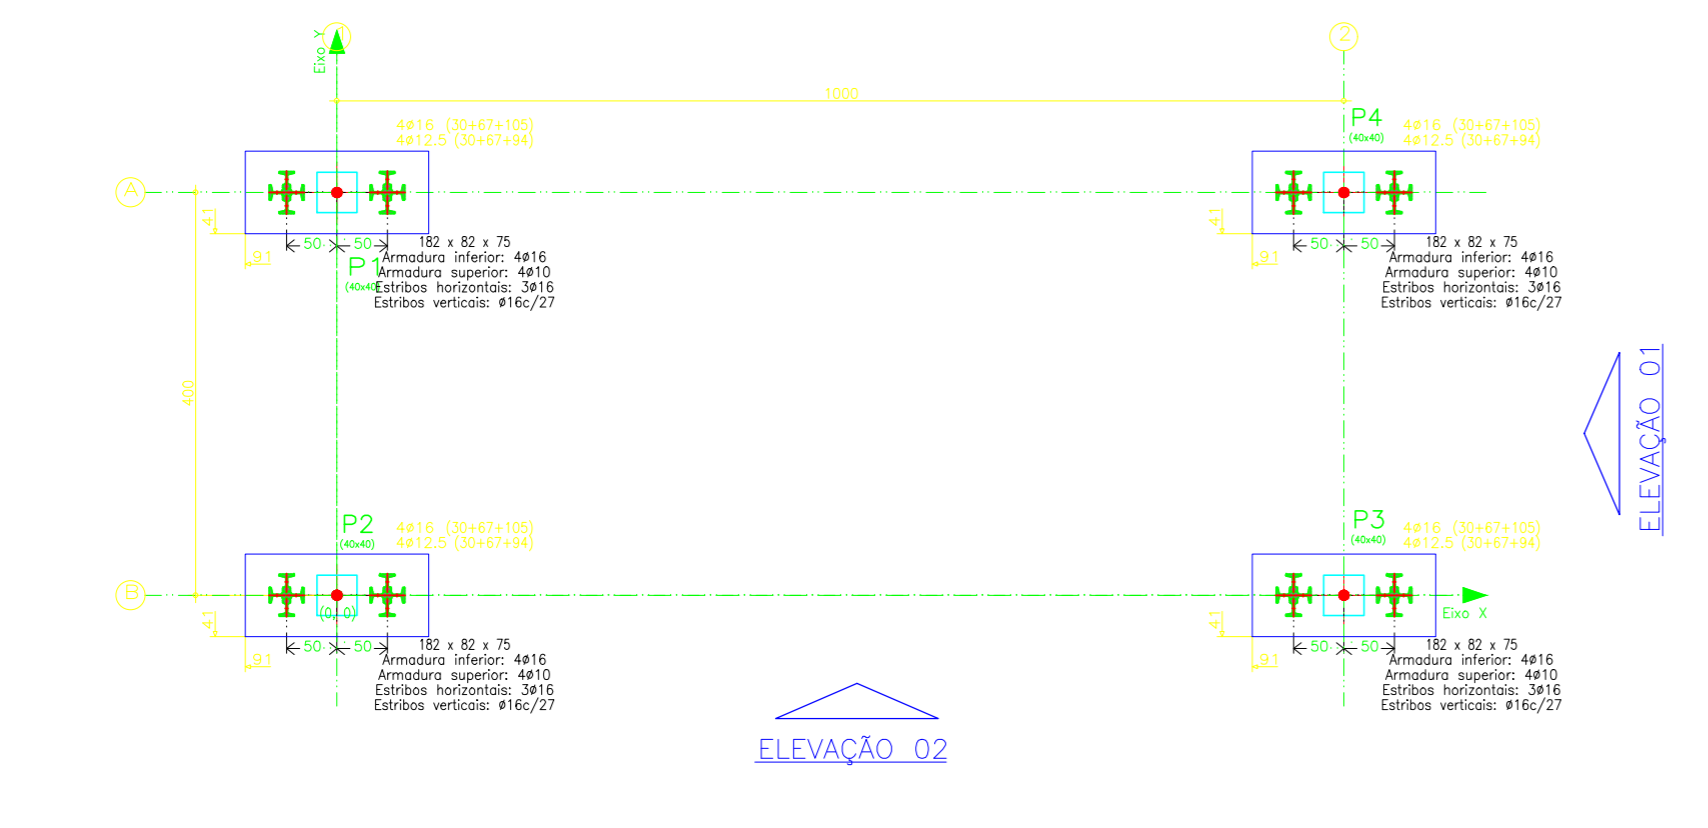 1
2
Eixo Y
1000
4ø16 (30+67+105)
4ø12.5 (30+67+94)
P4
(40x40)
4ø16 (30+67+105)
4ø12.5 (30+67+94)
A
41
50
50
91
182 x 82 x 75
Armadura inferior: 4ø16
Armadura superior: 4ø10
Estribos horizontais: 3ø16
Estribos verticais: ø16c/27
P1
(40x40)
41
50
50
91
182 x 82 x 75
Armadura inferior: 4ø16
Armadura superior: 4ø10
Estribos horizontais: 3ø16
Estribos verticais: ø16c/27
400
ELEVAÇÃO 01
P2
(40x40)
4ø16 (30+67+105)
4ø12.5 (30+67+94)
P3
(40x40)
4ø16 (30+67+105)
4ø12.5 (30+67+94)
B
(0, 0)
Eixo X
41
50
50
91
182 x 82 x 75
Armadura inferior: 4ø16
Armadura superior: 4ø10
Estribos horizontais: 3ø16
Estribos verticais: ø16c/27
41
50
50
91
182 x 82 x 75
Armadura inferior: 4ø16
Armadura superior: 4ø10
Estribos horizontais: 3ø16
Estribos verticais: ø16c/27
ELEVAÇÃO 02